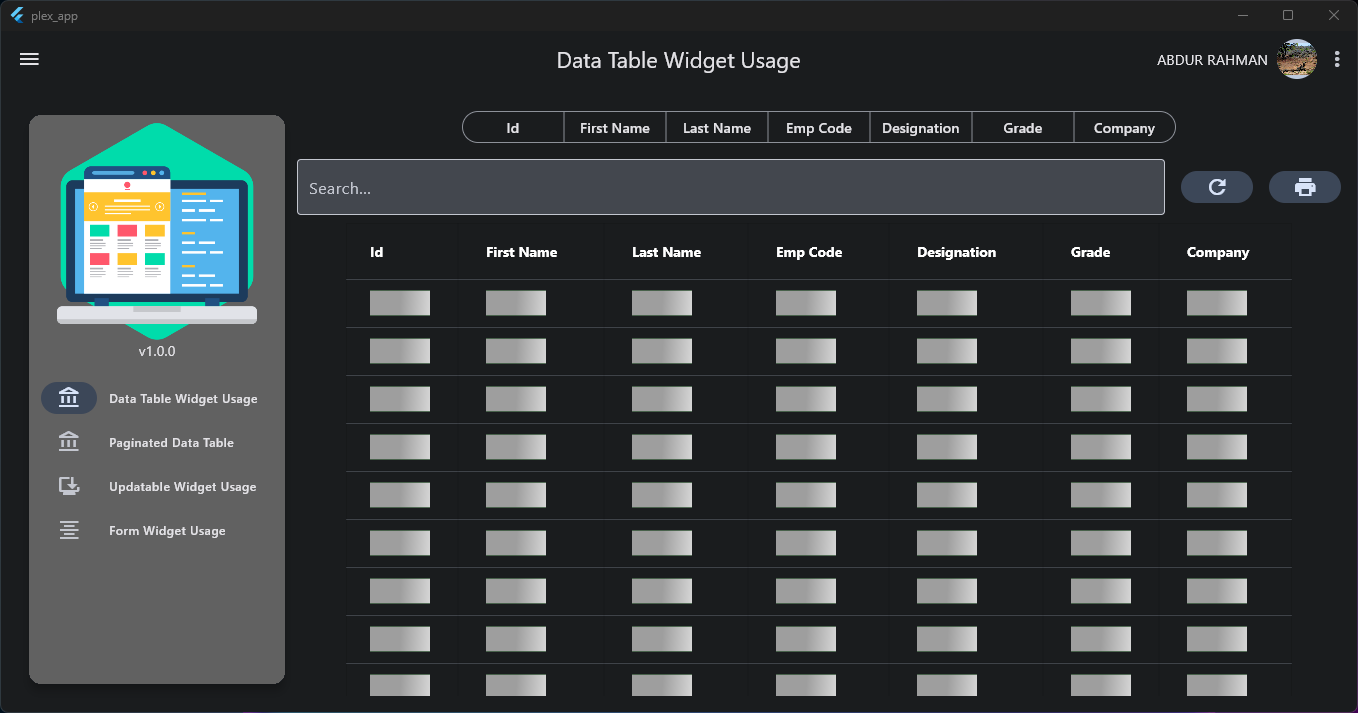 plex_app
Data Table Widget Usage
ABDUR RAHMAN
Id First Name Last Name Emp Code Designation Grade Company
Search...
Id First Name Last Name Emp Code Designation Grade Company
v1.0.0
Data Table Widget Usage
Paginated Data Table
Updatable Widget Usage
Form Widget Usage